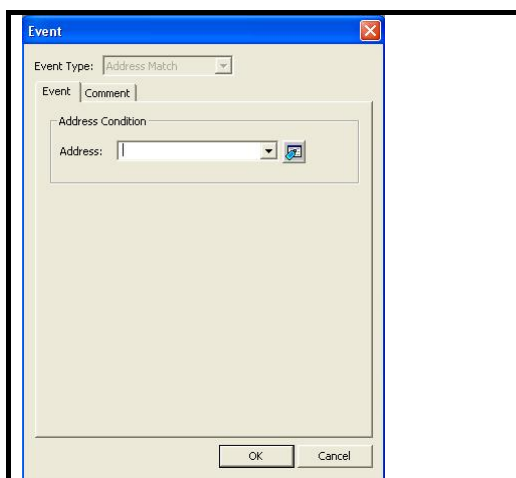 Event
Event Type: Address Match
Event Comment
Address Condition
Address:
OK Cancel